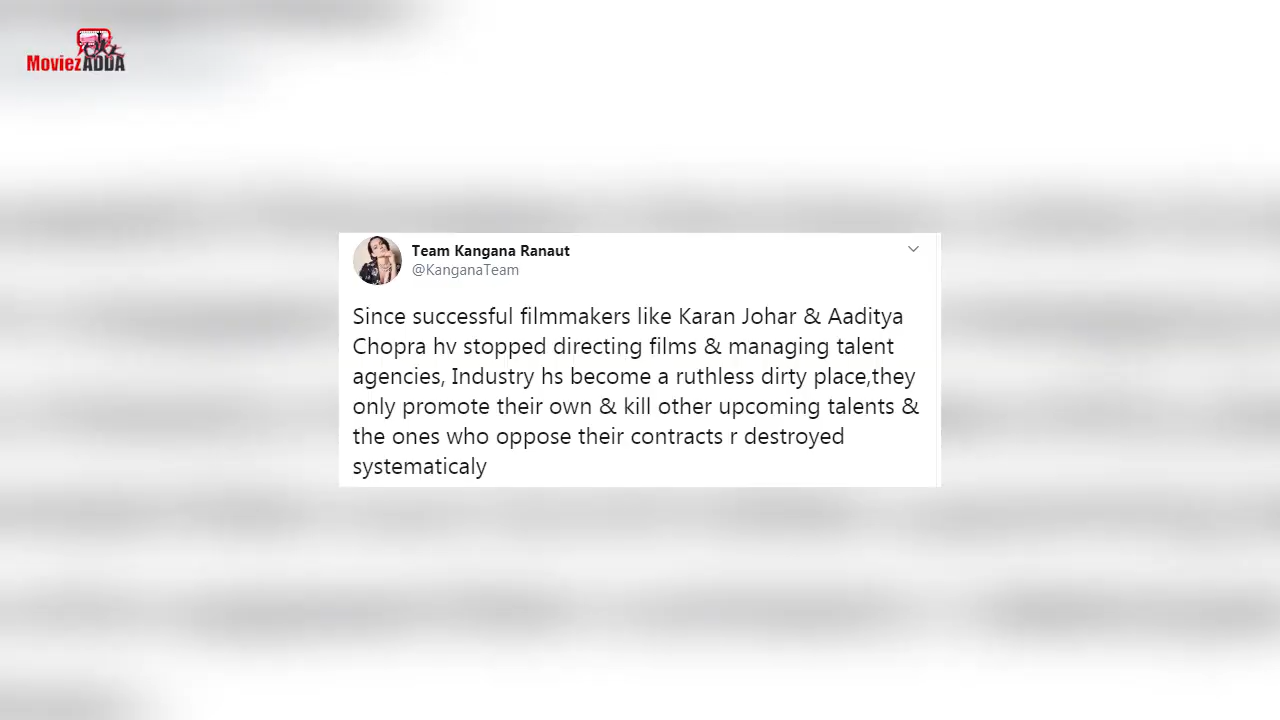 MoviezADDA
Team Kangana Ranaut
@KanganaTeam
Since successful filmmakers like Karan Johar & Aaditya
Chopra hv stopped directing films & managing talent
agencies, Industry hs become a ruthless dirty place,they
only promote their own & kill other upcoming talents &
the ones who oppose their contracts r destroyed
systematicaly